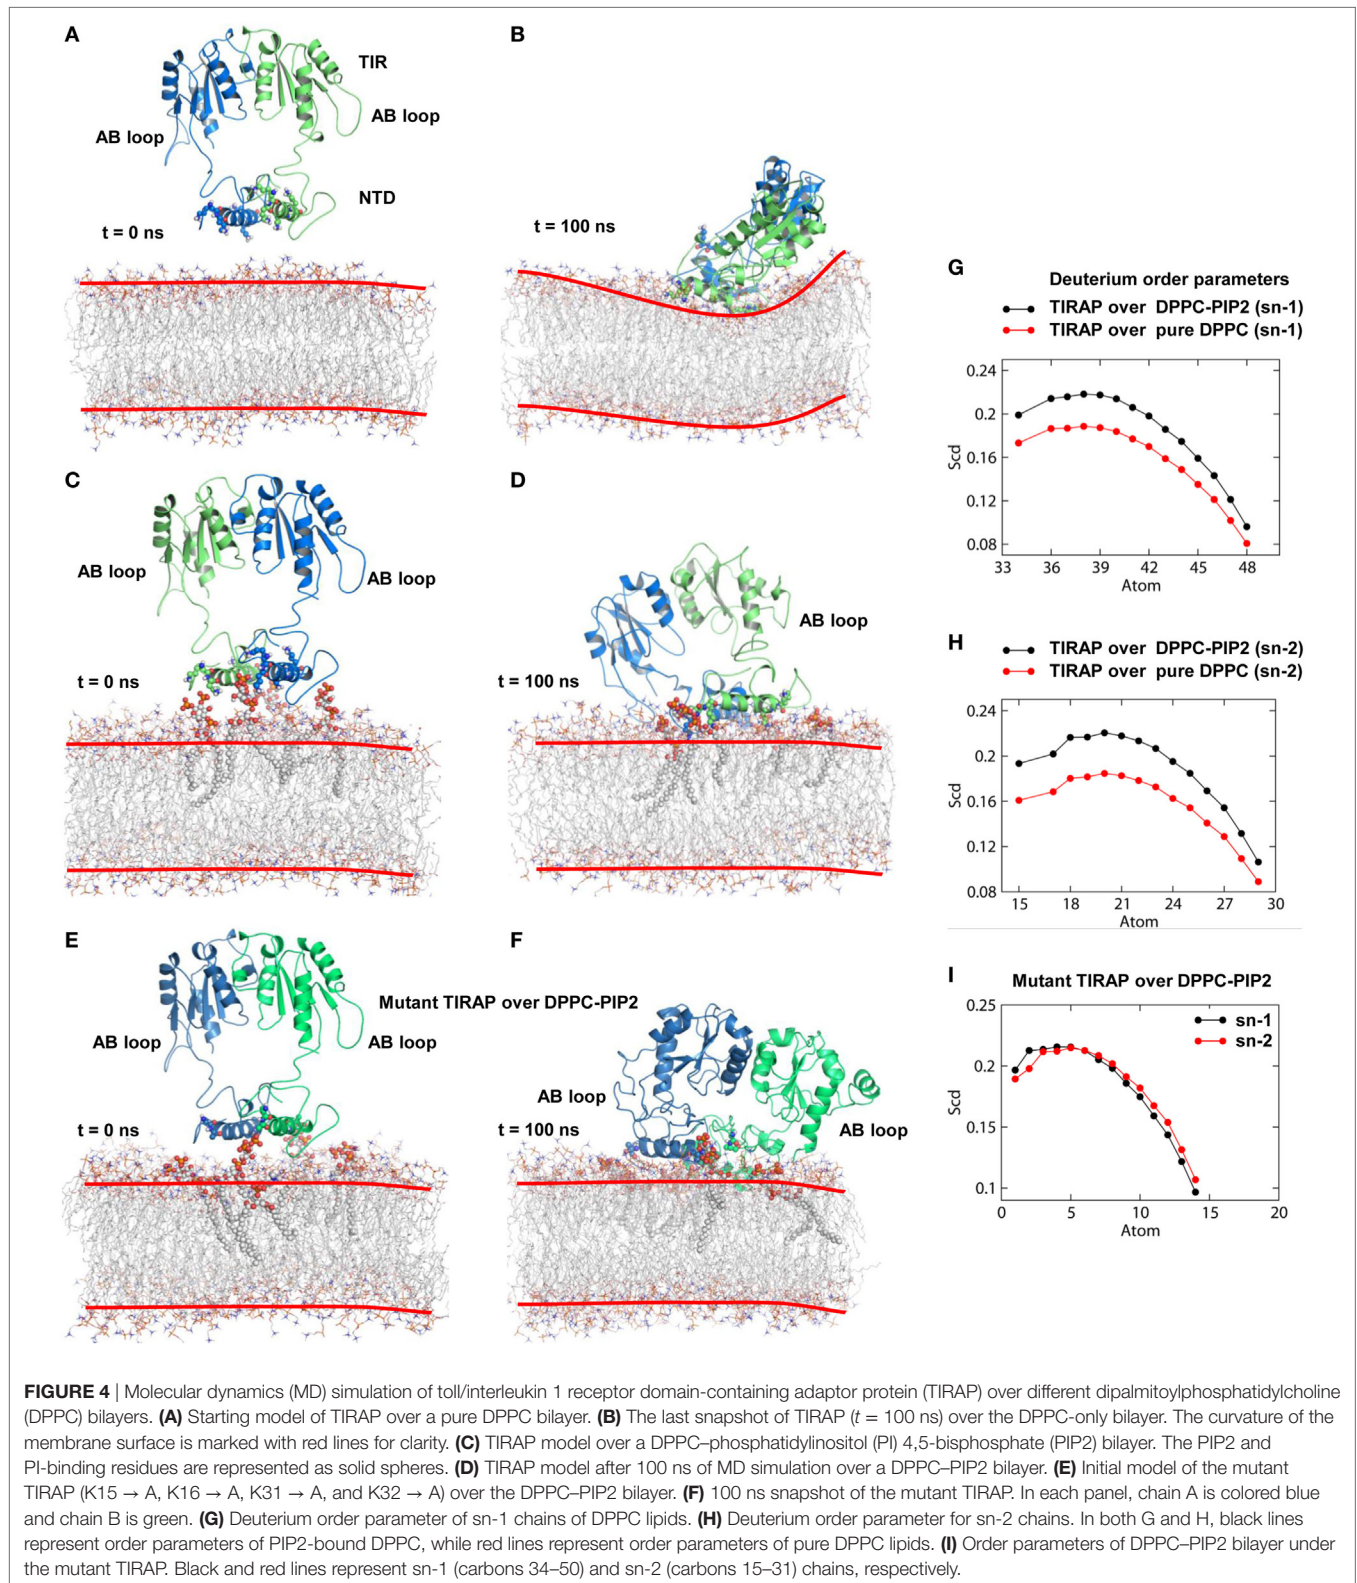 A
TIR
AB loop
AB loop
NTD
t = 0 ns
B
t = 100 ns
C
AB loop
AB loop
t = 0 ns
D
AB loop
t = 100 ns
E
Mutant TIRAP over DPPC-PIP2
AB loop
AB loop
t = 0 ns
F
AB loop
AB loop
t = 100 ns
G
Deuterium order parameters
TIRAP over DPPC-PIP2 (sn-1)
TIRAP over pure DPPC (sn-1)
0.24
0.2
0.16
0.12
0.08
Scd
33 36 39 42 45 48
Atom
H
TIRAP over DPPC-PIP2 (sn-2)
TIRAP over pure DPPC (sn-2)
0.24
0.2
0.16
0.12
0.08
Scd
15 18 21 24 27 30
Atom
I
Mutant TIRAP over DPPC-PIP2
sn-1
sn-2
0.25
0.2
0.15
0.1
Scd
0 5 10 15 20
Atom
FIGURE 4 | Molecular dynamics (MD) simulation of toll/interleukin 1 receptor domain-containing adaptor protein (TIRAP) over different dipalmitoylphosphatidylcholine
(DPPC) bilayers. (A) Starting model of TIRAP over a pure DPPC bilayer. (B) The last snapshot of TIRAP (t = 100 ns) over the DPPC-only bilayer. The curvature of the
membrane surface is marked with red lines for clarity. (C) TIRAP model over a DPPC–phosphatidylinositol (PI) 4,5-bisphosphate (PIP2) bilayer. The PIP2 and
PI-binding residues are represented as solid spheres. (D) TIRAP model after 100 ns of MD simulation over a DPPC–PIP2 bilayer. (E) Initial model of the mutant
TIRAP (K15 → A, K16 → A, K31 → A, and K32 → A) over the DPPC–PIP2 bilayer. (F) 100 ns snapshot of the mutant TIRAP. In each panel, chain A is colored blue
and chain B is green. (G) Deuterium order parameter of sn-1 chains of DPPC lipids. (H) Deuterium order parameter for sn-2 chains. In both G and H, black lines
represent order parameters of PIP2-bound DPPC, while red lines represent order parameters of pure DPPC lipids. (I) Order parameters of DPPC–PIP2 bilayer under
the mutant TIRAP. Black and red lines represent sn-1 (carbons 34–50) and sn-2 (carbons 15–31) chains, respectively.